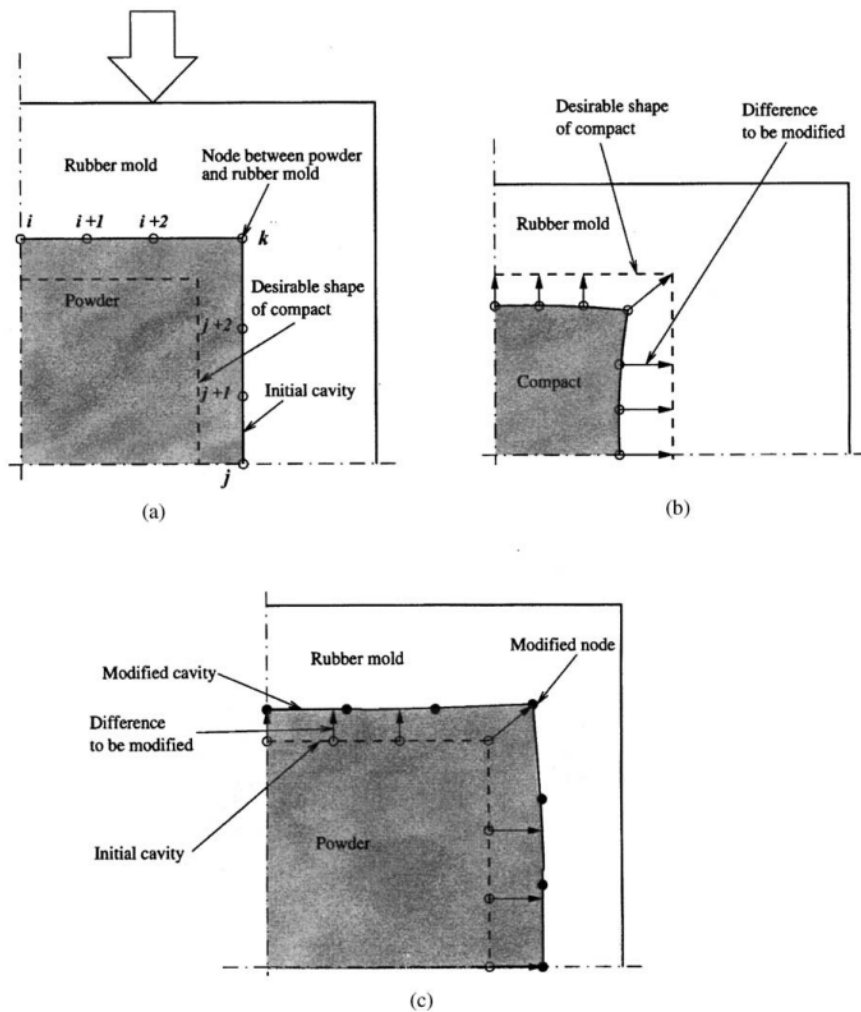 Rubber mold
Node between powder
and rubber mold
i
i+1
i+2
k
Powder
Desirable shape
of compact
j+2
j+1
Initial cavity
j
(a)
Desirable shape
of compact
Difference
to be modified
Rubber mold
Compact
(b)
Rubber mold
Modified node
Modified cavity
Difference
to be modified
Initial cavity
Powder
(c)